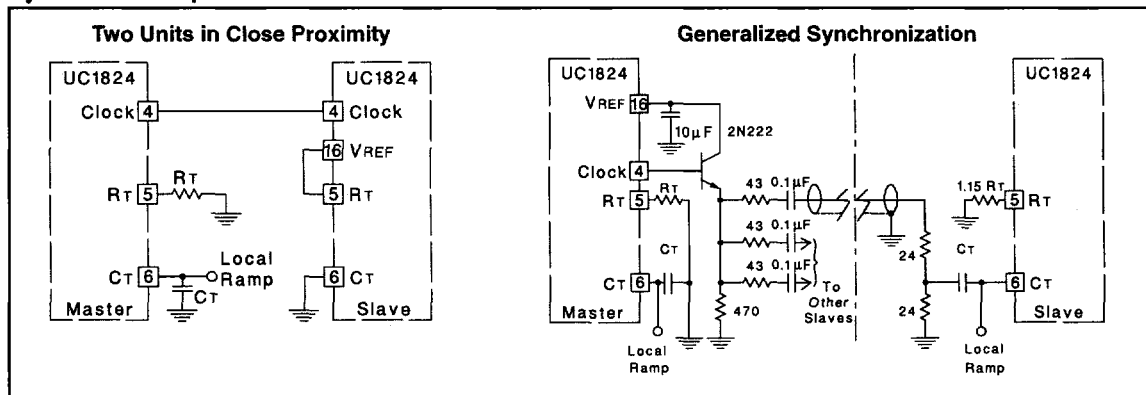 Two Units in Close Proximity
UC1824
UC1824
Clock 4
4 Clock
16 VREF
RT 5
RT
5 RT
CT 6
Local Ramp
CT
6 CT
Master
Slave
Generalized Synchronization
UC1824
UC1824
VREF 16
10µF
2N222
Clock 4
RT 5
RT
43 0.1µF
1.15 RT
5 RT
43 0.1µF
CT
24
CT
43 0.1µF
CT 6
To Other Slaves
6 CT
Master
470
24
Slave
Local Ramp
Local Ramp